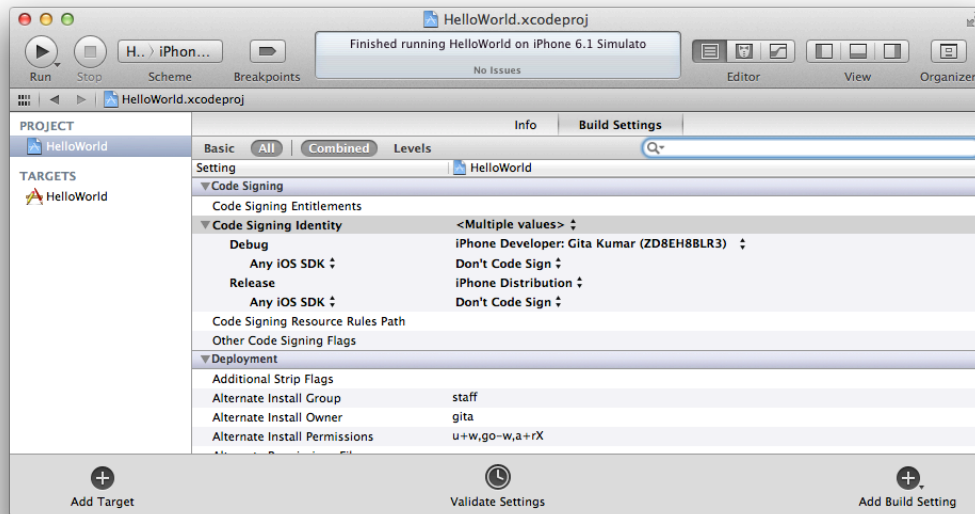 HelloWorld.xcodeproj
H.. iPhon...
Finished running HelloWorld on iPhone 6.1 Simulato
No Issues
Run Stop Scheme Breakpoints Editor View Organizer
HelloWorld.xcodeproj
PROJECT
HelloWorld
TARGETS
HelloWorld
Info Build Settings
Basic All Combined Levels
Setting HelloWorld
Code Signing
Code Signing Entitlements
Code Signing Identity <Multiple values>
Debug iPhone Developer: Gita Kumar (ZD8EH8BLR3)
Any iOS SDK Don't Code Sign
Release iPhone Distribution
Any iOS SDK Don't Code Sign
Code Signing Resource Rules Path
Other Code Signing Flags
Deployment
Additional Strip Flags
Alternate Install Group staff
Alternate Install Owner gita
Alternate Install Permissions u+w,go-w,a+rX
Add Target Validate Settings Add Build Setting